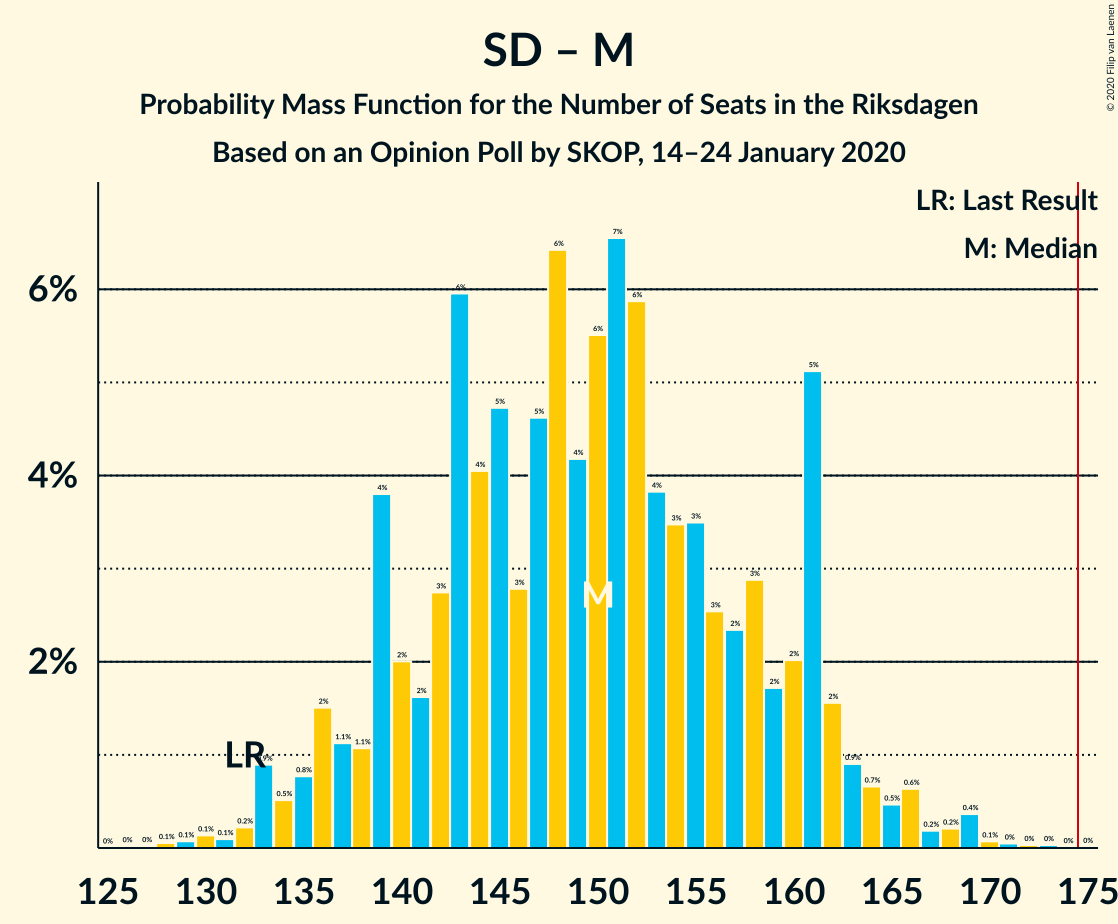 © 2020 Filip van Laenen
SD – M
Probability Mass Function for the Number of Seats in the Riksdagen
Based on an Opinion Poll by SKOP, 14–24 January 2020
LR: Last Result
M: Median
6%
4%
2%
0% 0% 0% 0.1% 0.1% 0.1% 0.1% 0.2% 0.5% 0.8% 2% 1.1% 1.1% 4% 2% 2% 3% 6% 4% 5% 3% 5% 6% 4% 6% 7% 6% 4% 3% 3% 3% 2% 3% 2% 2% 5% 2% 0.9% 0.7% 0.5% 0.6% 0.2% 0.2% 0.4% 0.1% 0% 0% 0% 0% 0%
M
LR
125 130 135 140 145 150 155 160 165 170 175